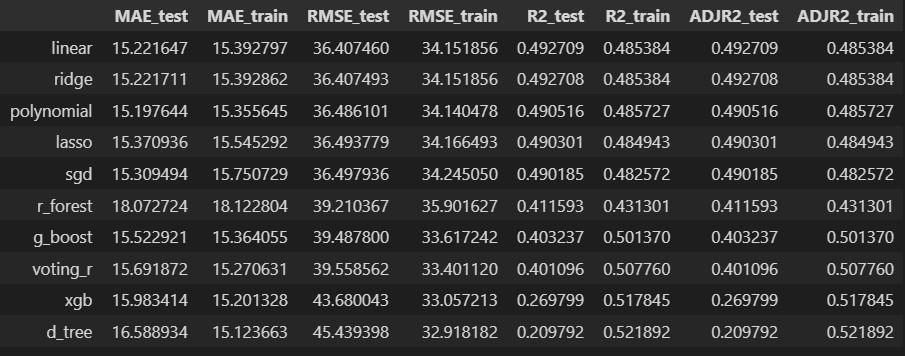 MAE_test MAE_train RMSE_test RMSE_train R2_test R2_train ADJR2_test ADJR2_train
linear 15.221647 15.392797 36.407460 34.151856 0.492709 0.485384 0.492709 0.485384
ridge 15.221711 15.392862 36.407493 34.151856 0.492708 0.485384 0.492708 0.485384
polynomial 15.197644 15.355645 36.486101 34.140478 0.490516 0.485727 0.490516 0.485727
lasso 15.370936 15.545292 36.493779 34.166493 0.490301 0.484943 0.490301 0.484943
sgd 15.309494 15.750729 36.497936 34.245050 0.490185 0.482572 0.490185 0.482572
r_forest 18.072724 18.122804 39.210367 35.901627 0.411593 0.431301 0.411593 0.431301
g_boost 15.522921 15.364055 39.487800 33.617242 0.403237 0.501370 0.403237 0.501370
voting_r 15.691872 15.270631 39.558562 33.401120 0.401096 0.507760 0.401096 0.507760
xgb 15.983414 15.201328 43.680043 33.057213 0.269799 0.517845 0.269799 0.517845
d_tree 16.588934 15.123663 45.439398 32.918182 0.209792 0.521892 0.209792 0.521892